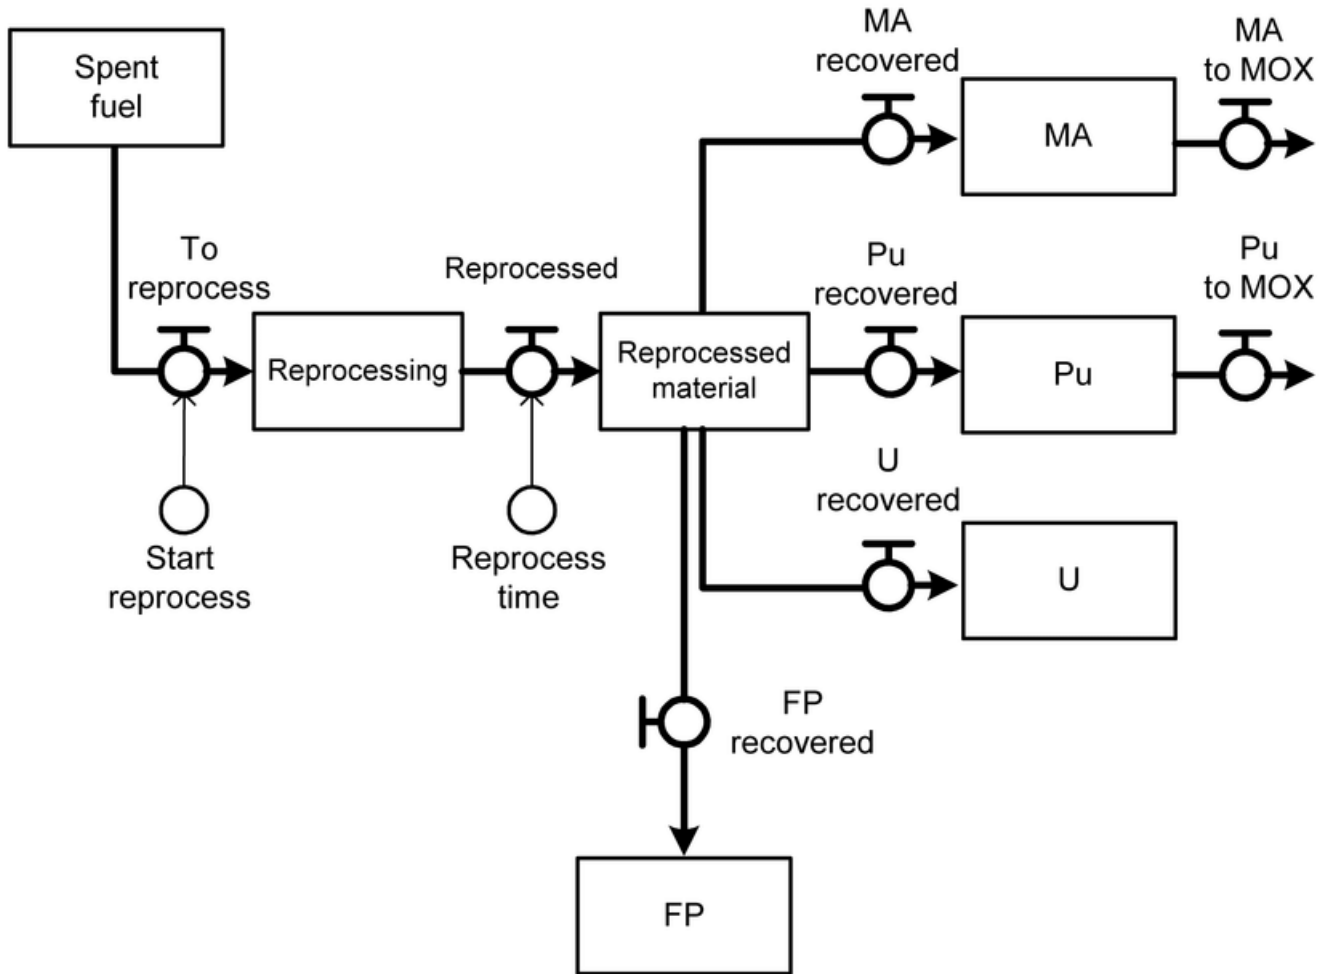 Spent
fuel
MA
recovered
MA
to MOX
MA
To
reprocess
Reprocessed
Pu
recovered
Pu
to MOX
Reprocessing
Reprocessed
material
Pu
U
recovered
Start
reprocess
Reprocess
time
U
FP
recovered
FP